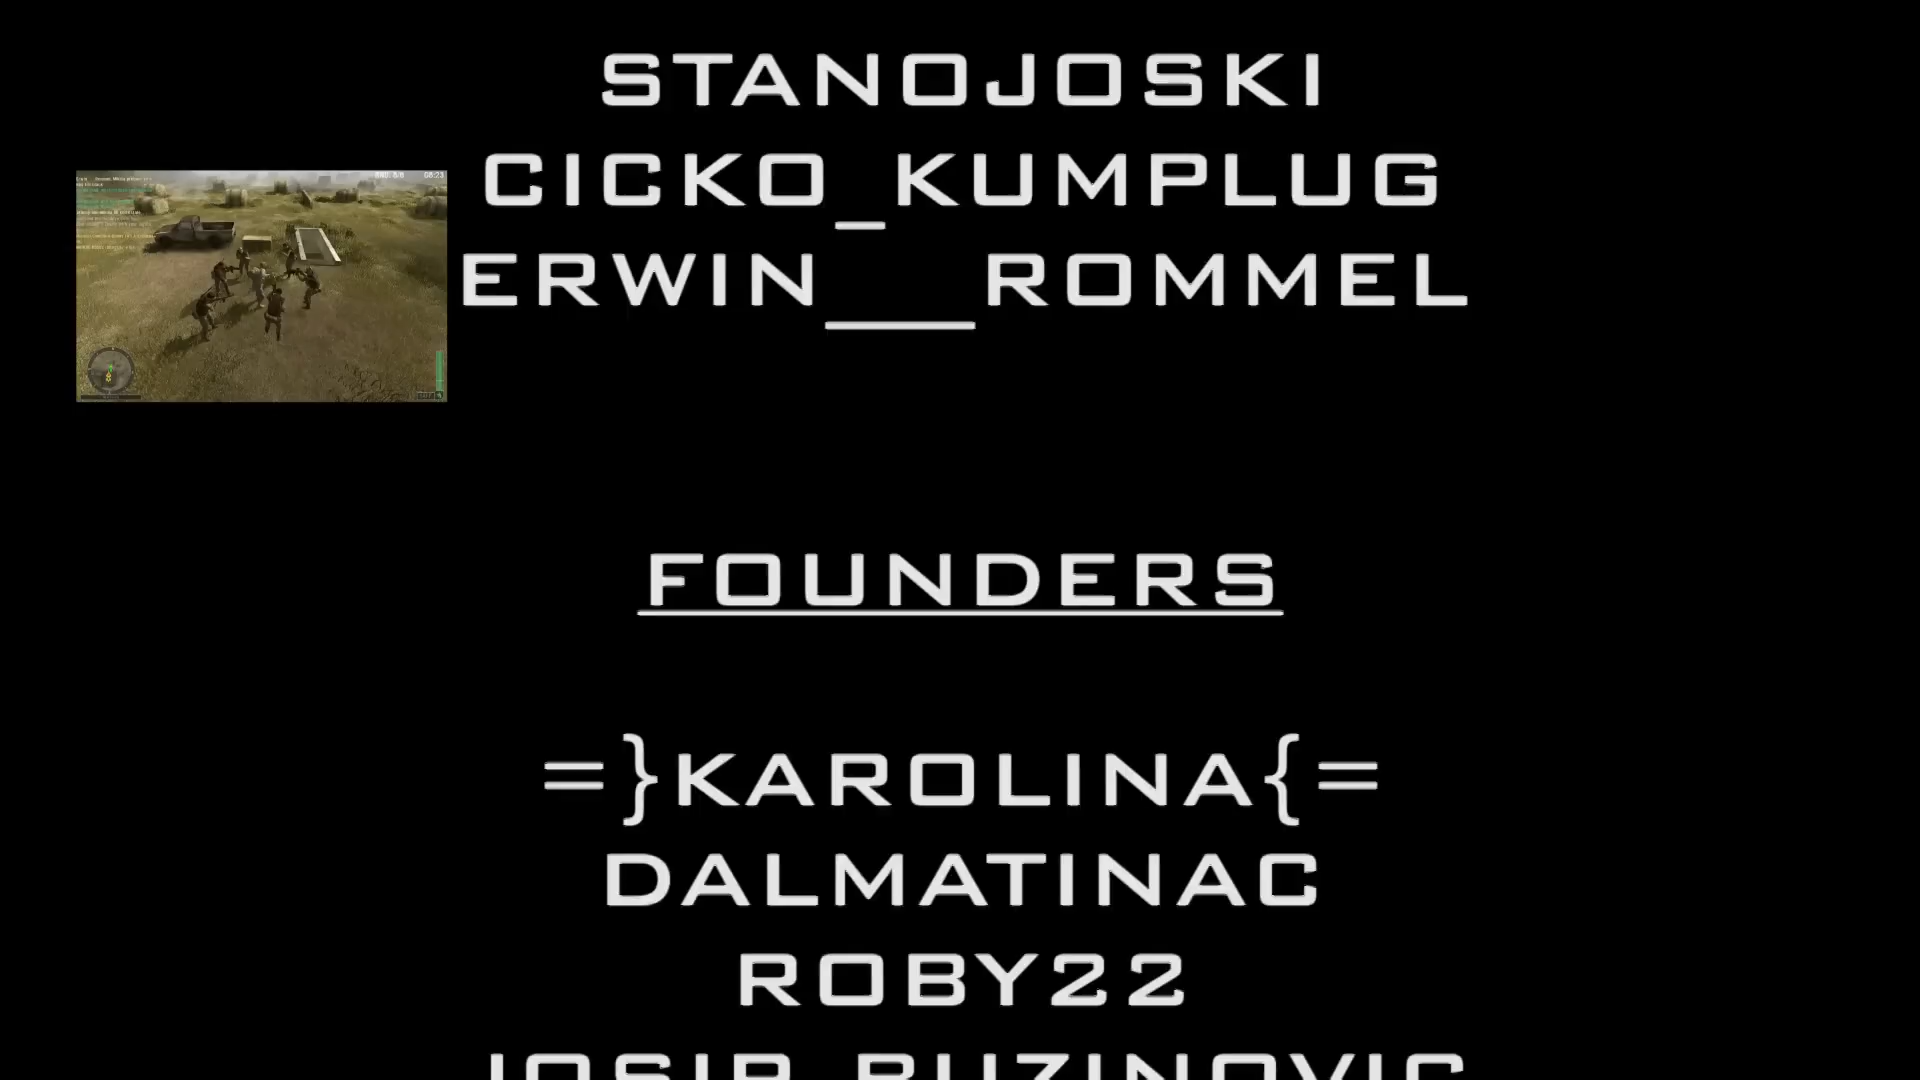 STANOJOSKI
CICKO_KUMPLUG
ERWIN___ROMMEL
FOUNDERS
=}KAROLINA{=
DALMATINAC
ROBY22